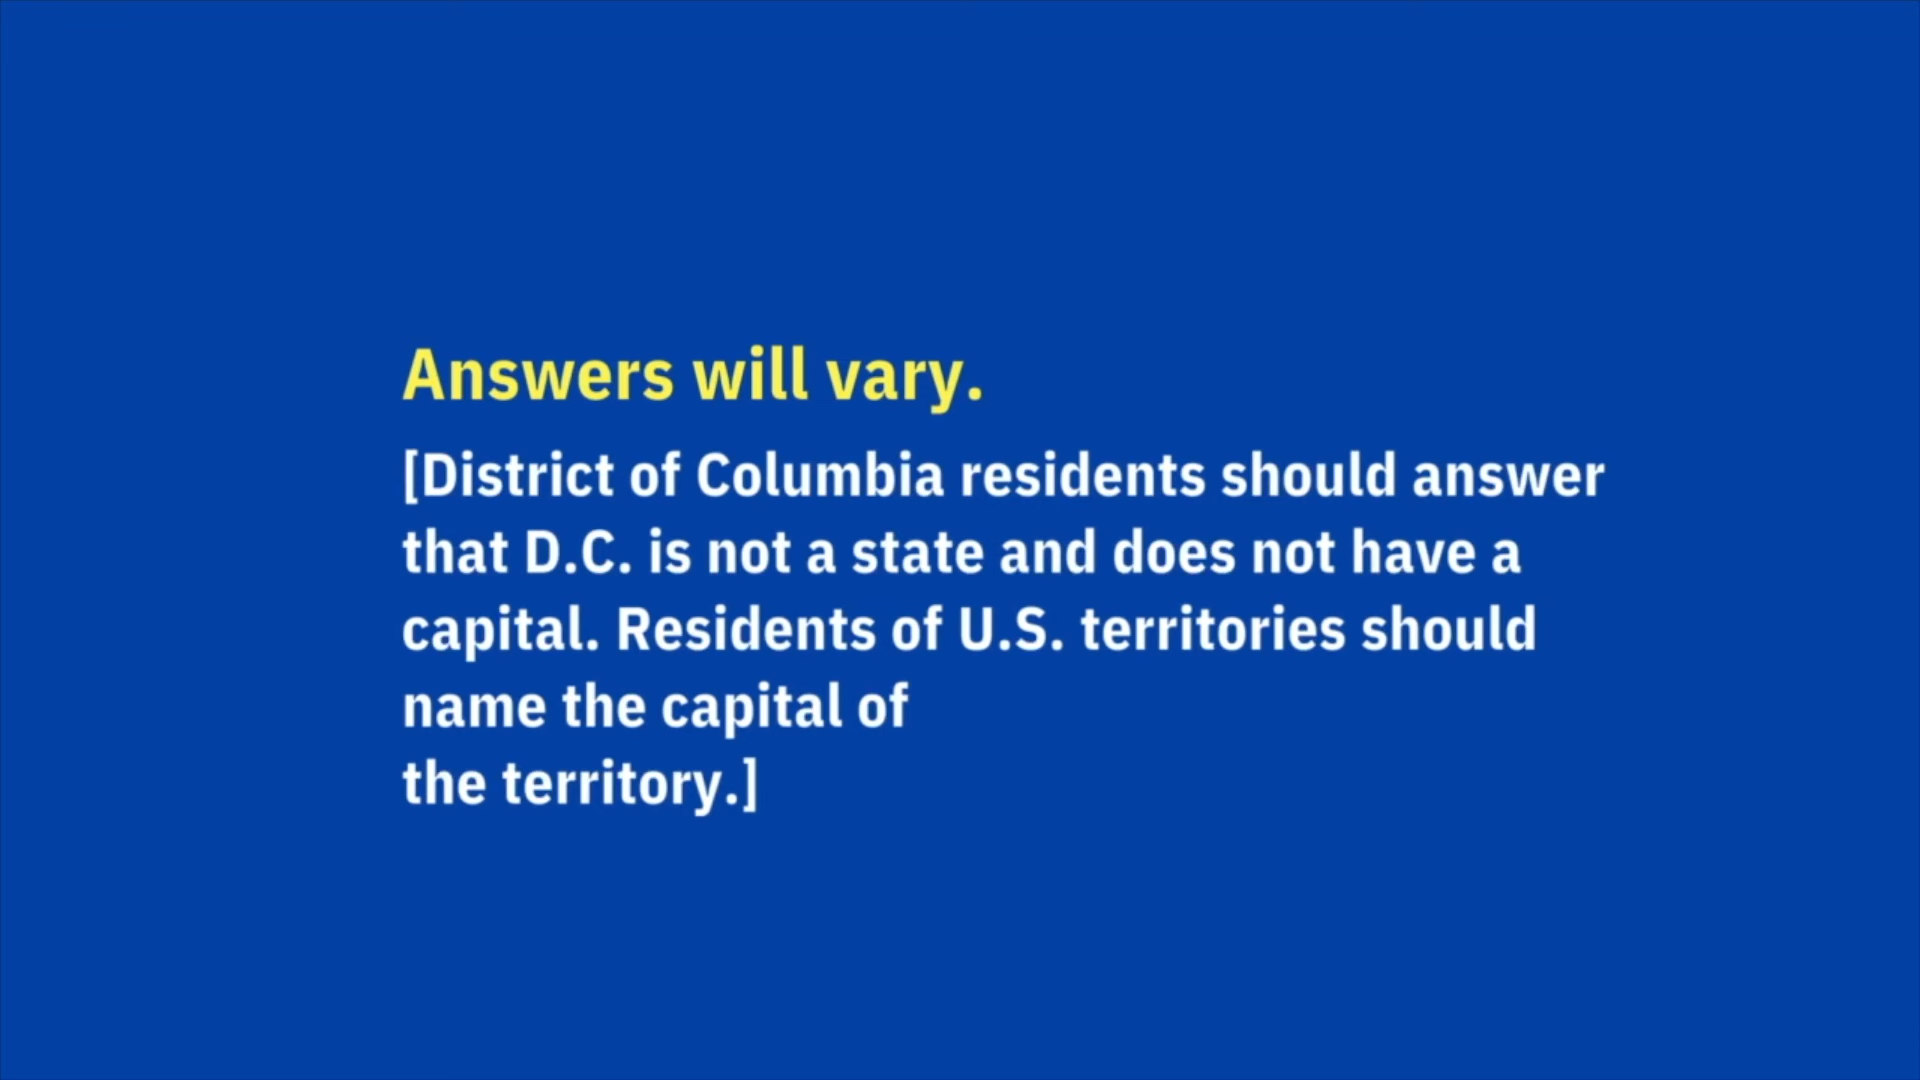 Answers will vary.
[District of Columbia residents should answer
that D.C. is not a state and does not have a
capital. Residents of U.S. territories should
name the capital of
the territory.]